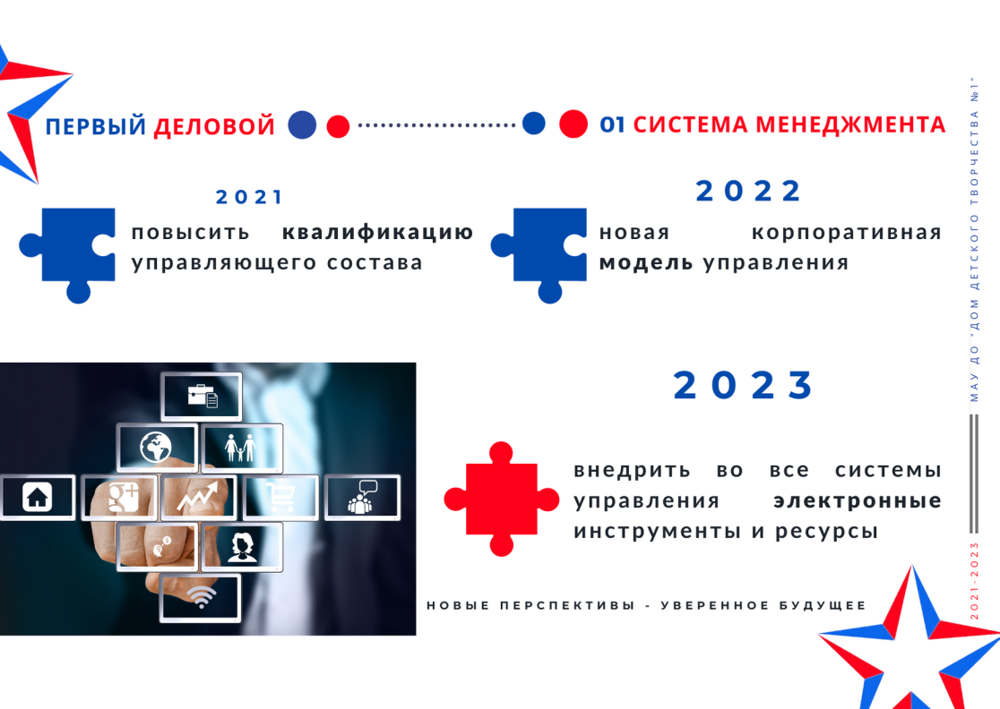 ПЕРВЫЙ ДЕЛОВОЙ
01 СИСТЕМА МЕНЕДЖМЕНТА
2021
повысить квалификацию
управляющего состава
2022
новая корпоративная
модель управления
2023
внедрить во все системы
управления электронные
инструменты и ресурсы
НОВЫЕ ПЕРСПЕКТИВЫ - УВЕРЕННОЕ БУДУЩЕЕ
МАУ ДО "ДОМ ДЕТСКОГО ТВОРЧЕСТВА №1"
2021-2023